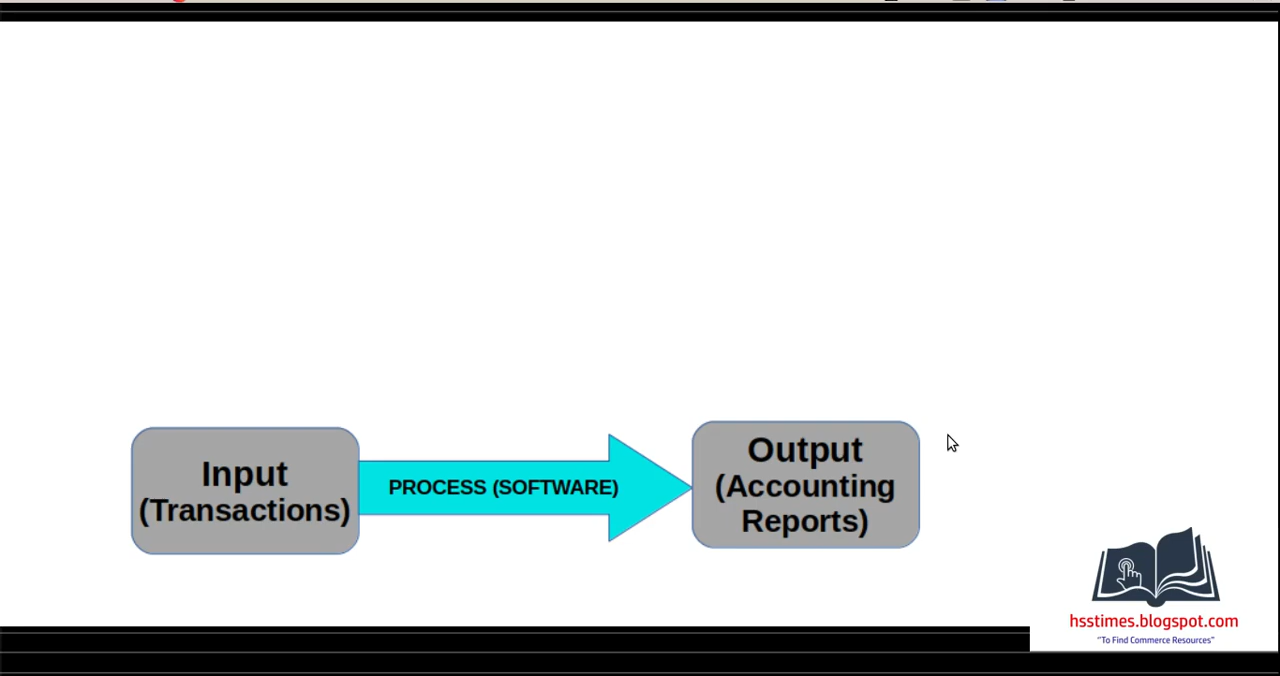 Input
(Transactions)
PROCESS (SOFTWARE)
Output
(Accounting
Reports)
hsstimes.blogspot.com
"To Find Commerce Resources"